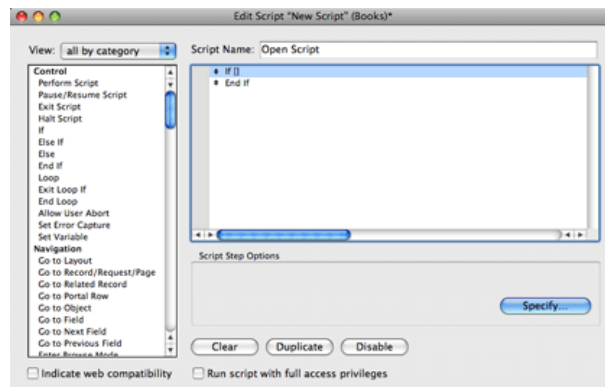 Edit Script "New Script" (Books)*
View: all by category
Script Name: Open Script
Control
Perform Script
Pause/Resume Script
Exit Script
Halt Script
If
Else If
Else
End If
Loop
Exit Loop If
End Loop
Allow User Abort
Set Error Capture
Set Variable
Navigation
Go to Layout
Go to Record/Request/Page
Go to Related Record
Go to Portal Row
Go to Object
Go to Field
Go to Next Field
Go to Previous Field
Enter Browse Mode
If []
End If
Script Step Options
Specify...
Clear
Duplicate
Disable
Indicate web compatibility
Run script with full access privileges